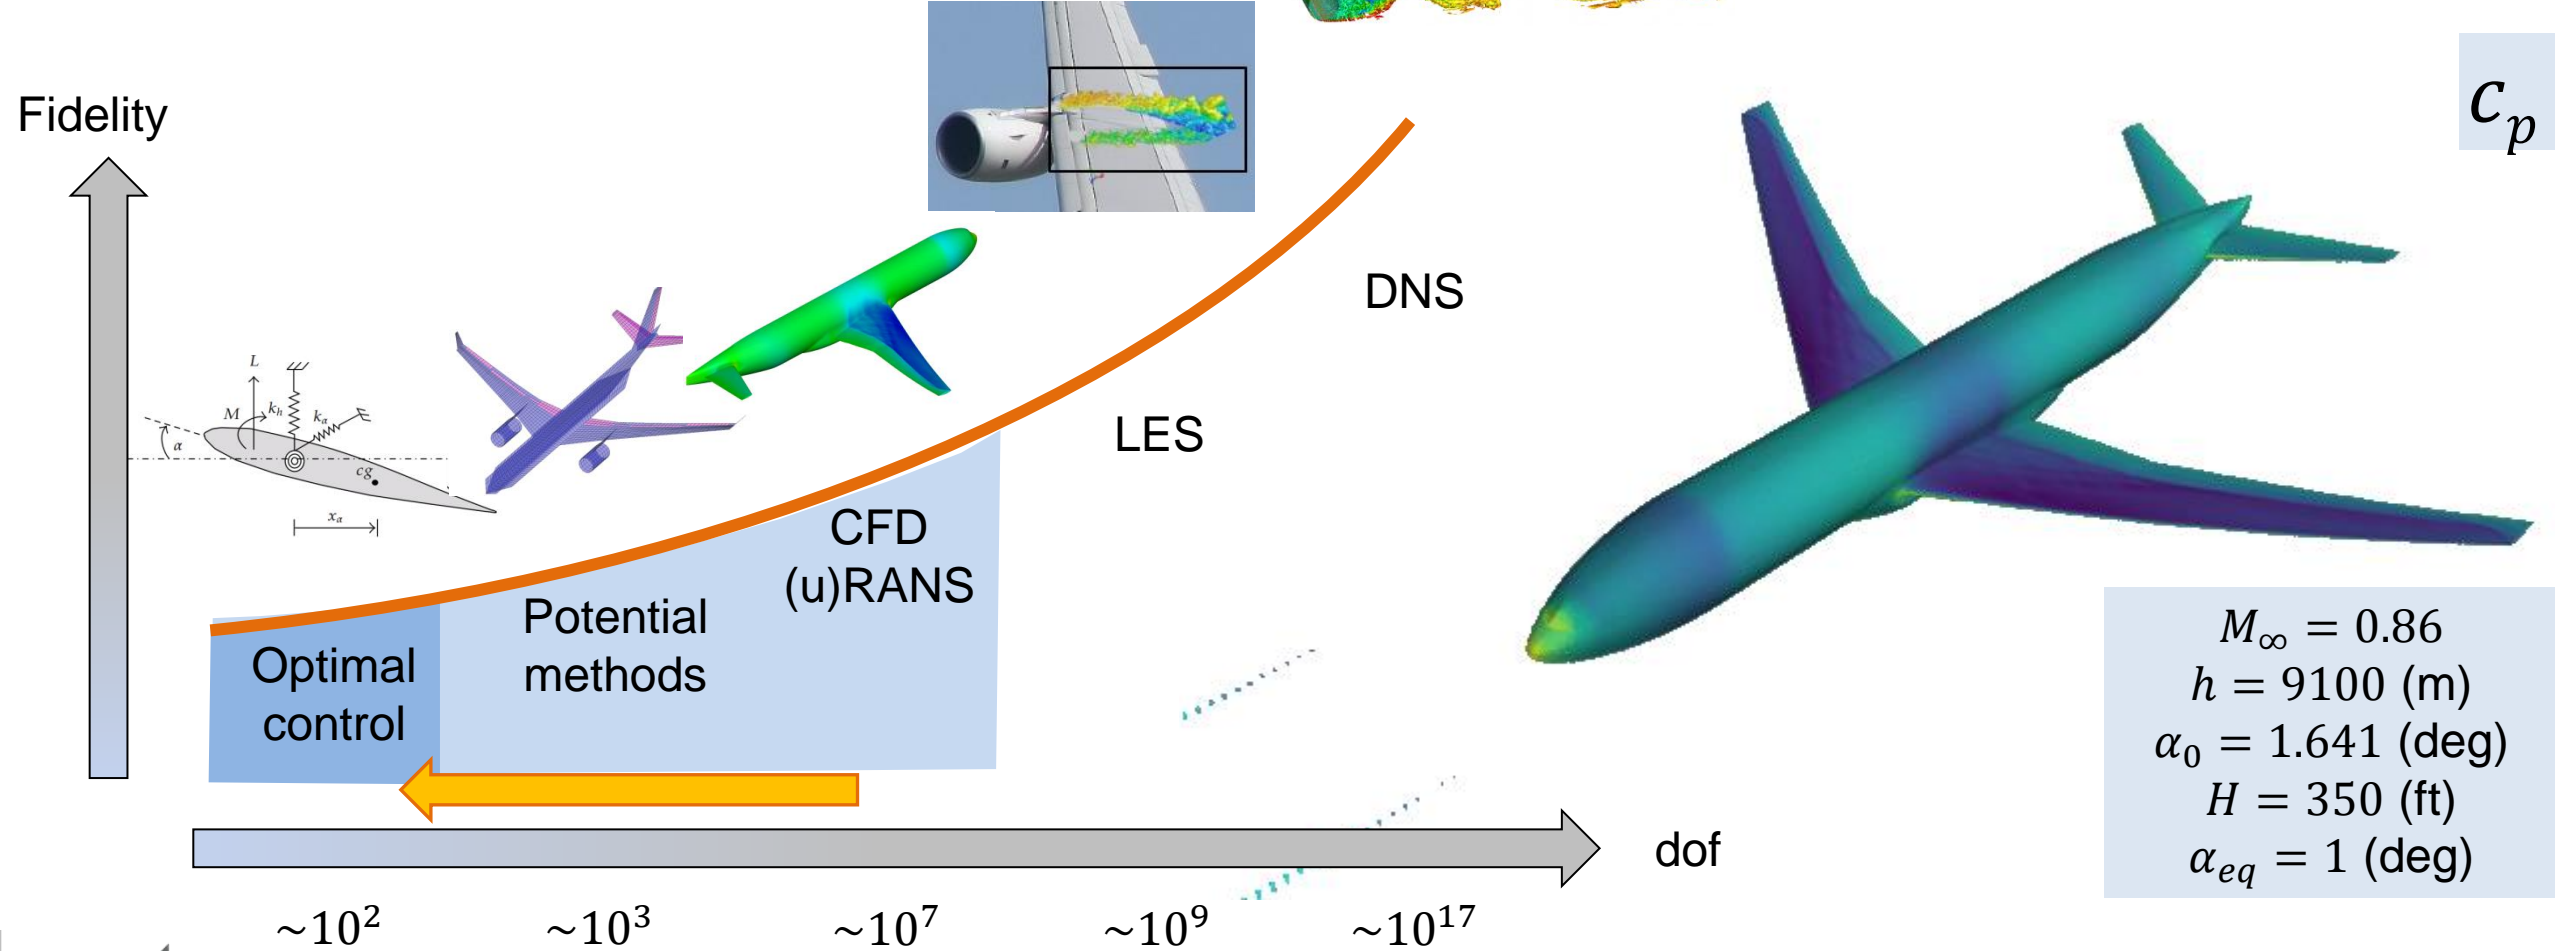 Fidelity
c_p
DNS
LES
L
M
k_h
k_α
α
cg
x_α
CFD
(u)RANS
Potential
methods
Optimal
control
M_∞ = 0.86
h = 9100 (m)
α_0 = 1.641 (deg)
H = 350 (ft)
α_eq = 1 (deg)
dof
~10²
~10³
~10⁷
~10⁹
~10¹⁷